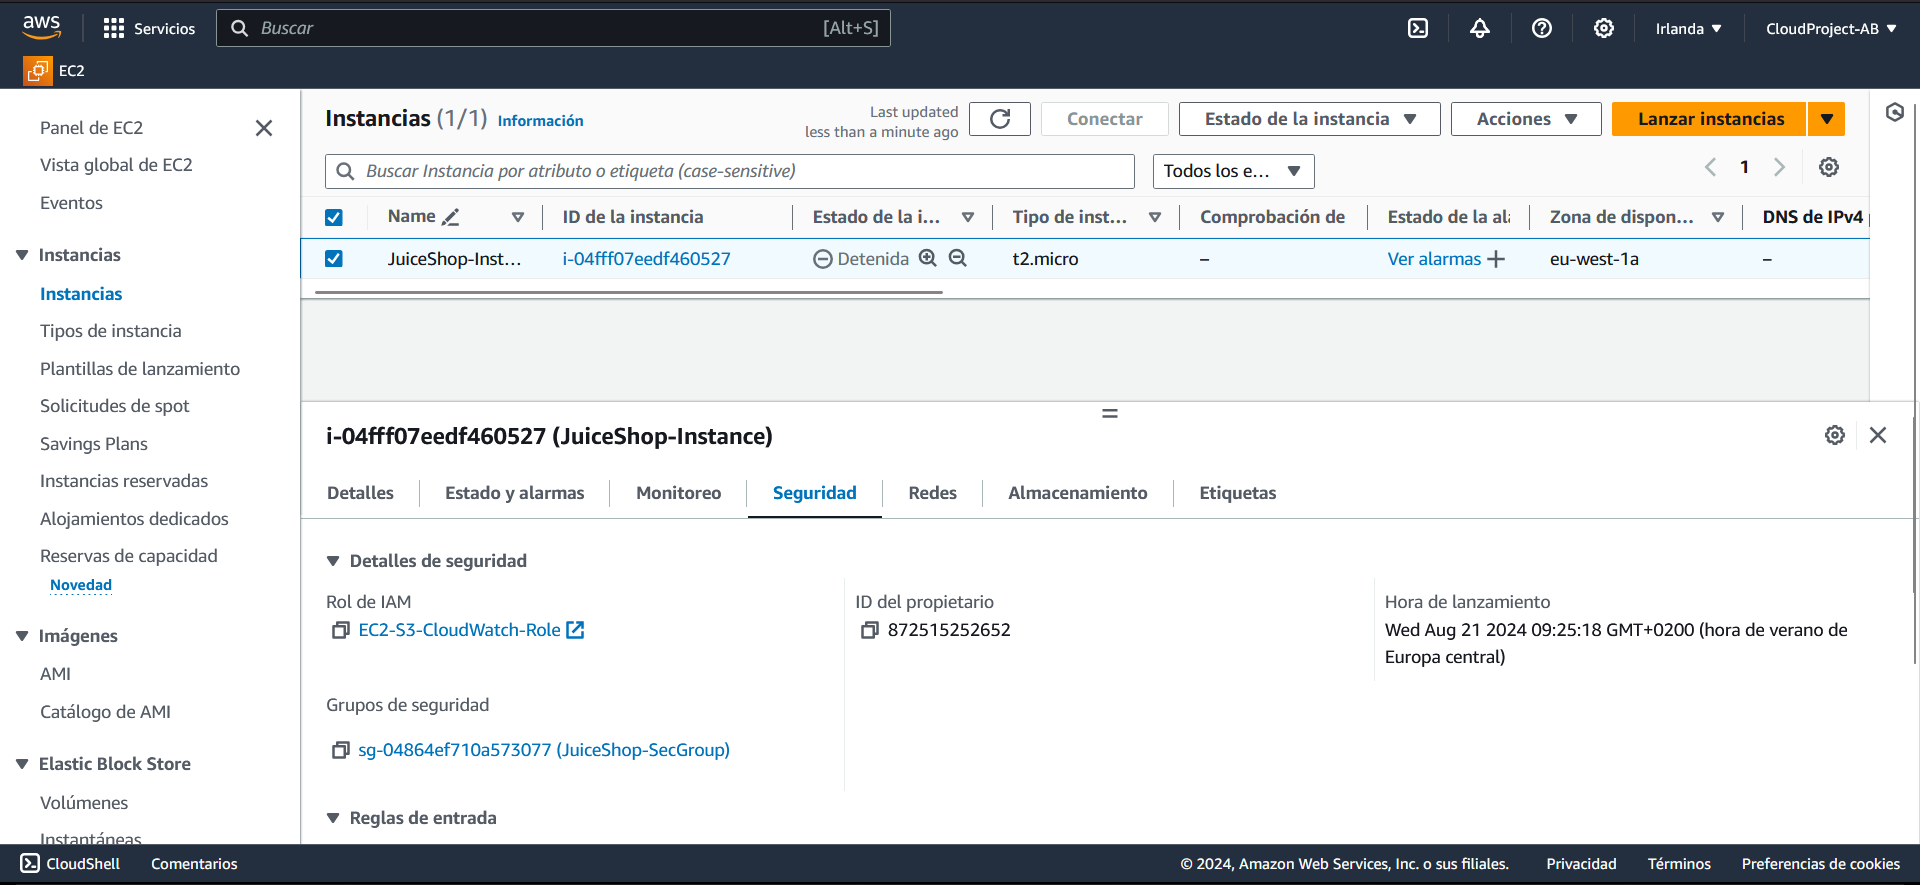 aws
Servicios
Buscar
[Alt+S]
Irlanda
CloudProject-AB
EC2
Panel de EC2
Vista global de EC2
Eventos
Instancias
Instancias
Tipos de instancia
Plantillas de lanzamiento
Solicitudes de spot
Savings Plans
Instancias reservadas
Alojamientos dedicados
Reservas de capacidad
Novedad
Imágenes
AMI
Catálogo de AMI
Elastic Block Store
Volúmenes
Instantáneas
Instancias (1/1) Información
Last updated
less than a minute ago
Conectar
Estado de la instancia
Acciones
Lanzar instancias
Buscar Instancia por atributo o etiqueta (case-sensitive)
Todos los e...
1
Name
ID de la instancia
Estado de la i...
Tipo de inst...
Comprobación de
Estado de la al
Zona de dispon...
DNS de IPv4
JuiceShop-Inst...
i-04fff07eedf460527
Detenida
t2.micro
–
Ver alarmas
eu-west-1a
–
i-04fff07eedf460527 (JuiceShop-Instance)
Detalles
Estado y alarmas
Monitoreo
Seguridad
Redes
Almacenamiento
Etiquetas
Detalles de seguridad
Rol de IAM
EC2-S3-CloudWatch-Role
ID del propietario
872515252652
Hora de lanzamiento
Wed Aug 21 2024 09:25:18 GMT+0200 (hora de verano de
Europa central)
Grupos de seguridad
sg-04864ef710a573077 (JuiceShop-SecGroup)
Reglas de entrada
CloudShell
Comentarios
© 2024, Amazon Web Services, Inc. o sus filiales.
Privacidad
Términos
Preferencias de cookies